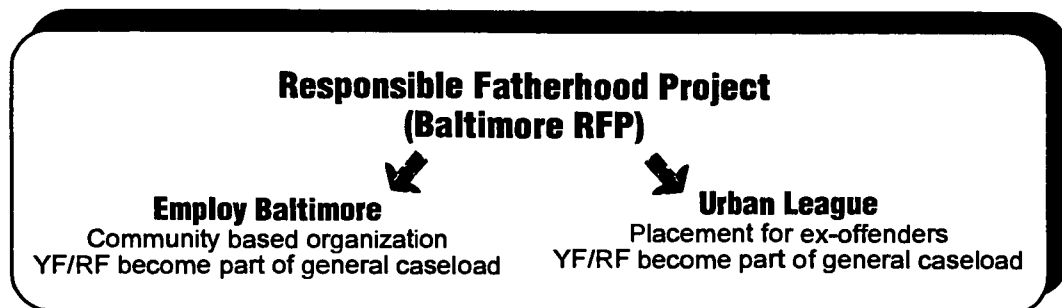 Responsible Fatherhood Project
(Baltimore RFP)
Employ Baltimore
Community based organization
YF/RF become part of general caseload
Urban League
Placement for ex-offenders
YF/RF become part of general caseload